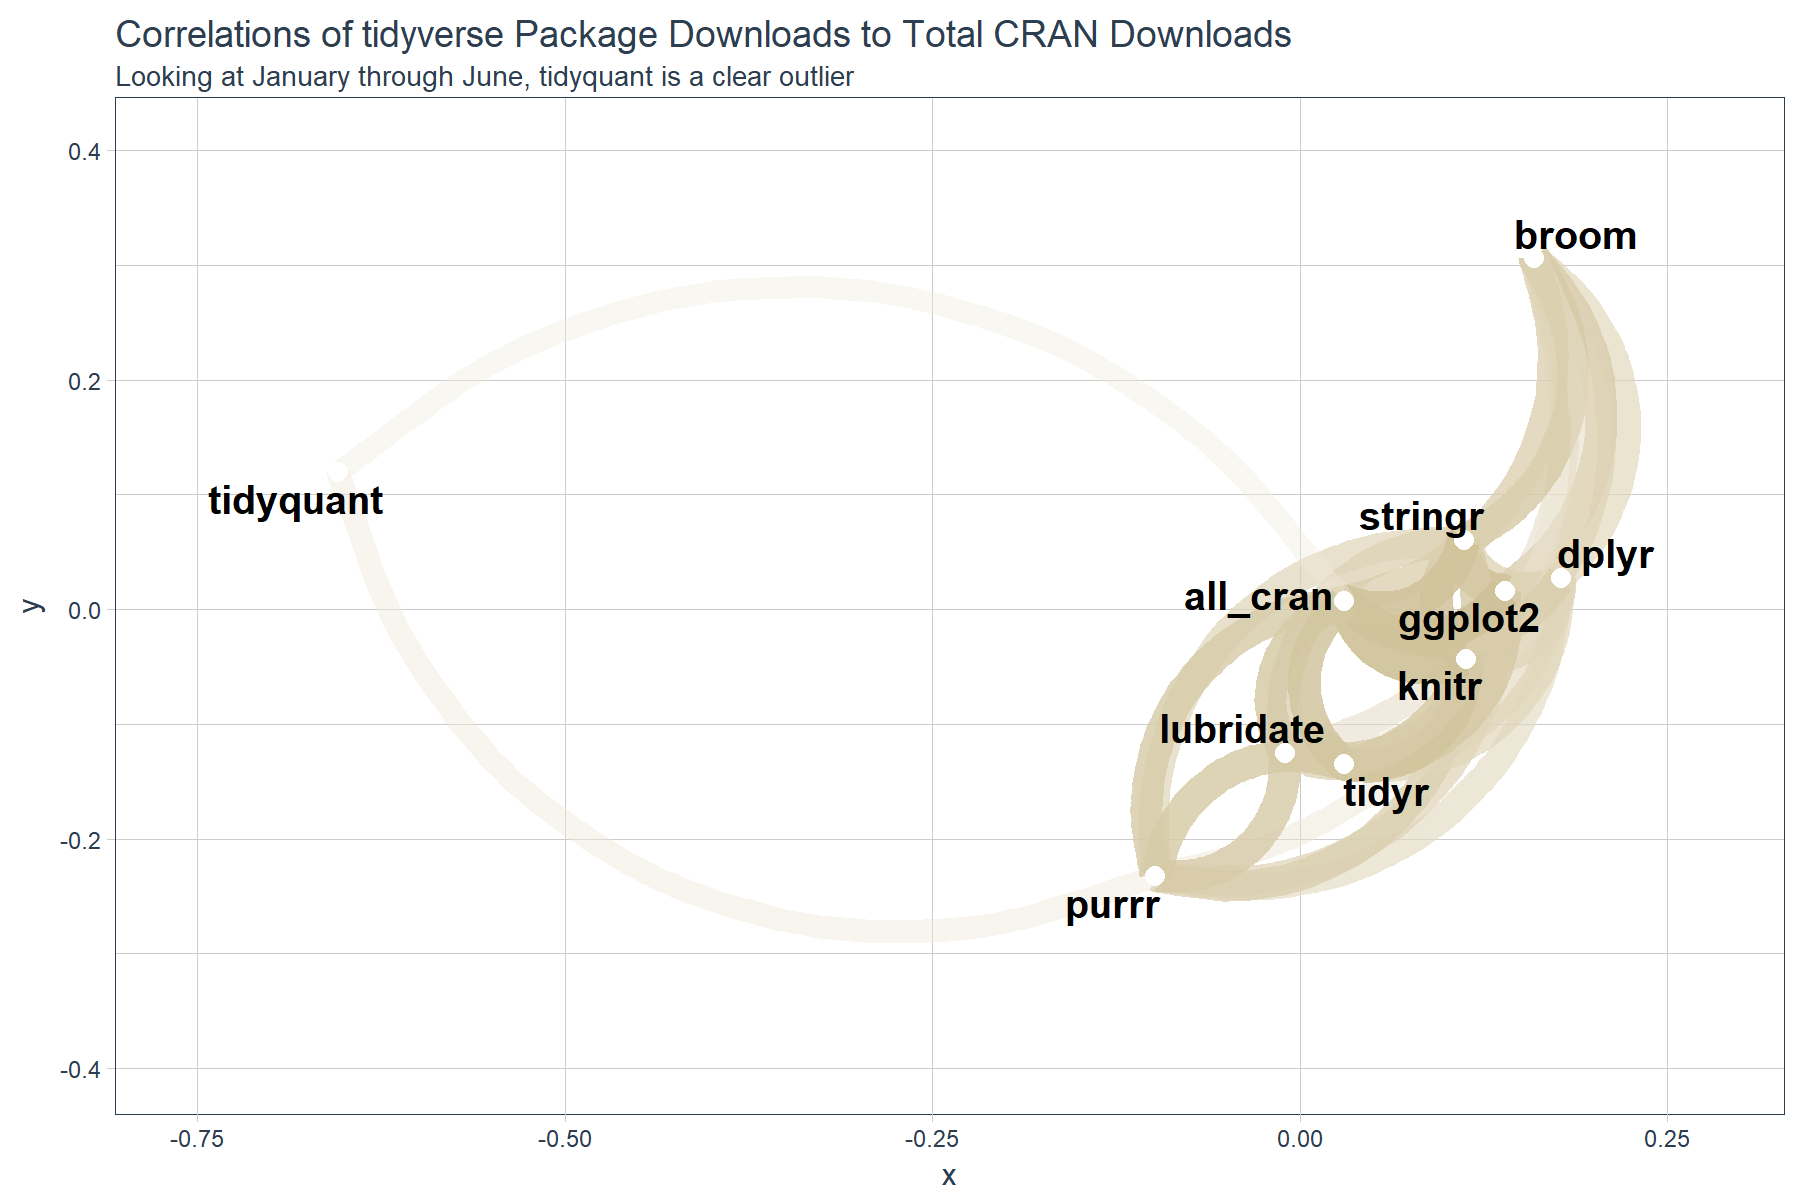 Correlations of tidyverse Package Downloads to Total CRAN Downloads
Looking at January through June, tidyquant is a clear outlier
0.4
broom
0.2
tidyquant
stringr
dplyr
all_cran
0.0
ggplot2
y
knitr
lubridate
tidyr
-0.2
purrr
-0.4
-0.75 -0.50 -0.25 0.00 0.25
x